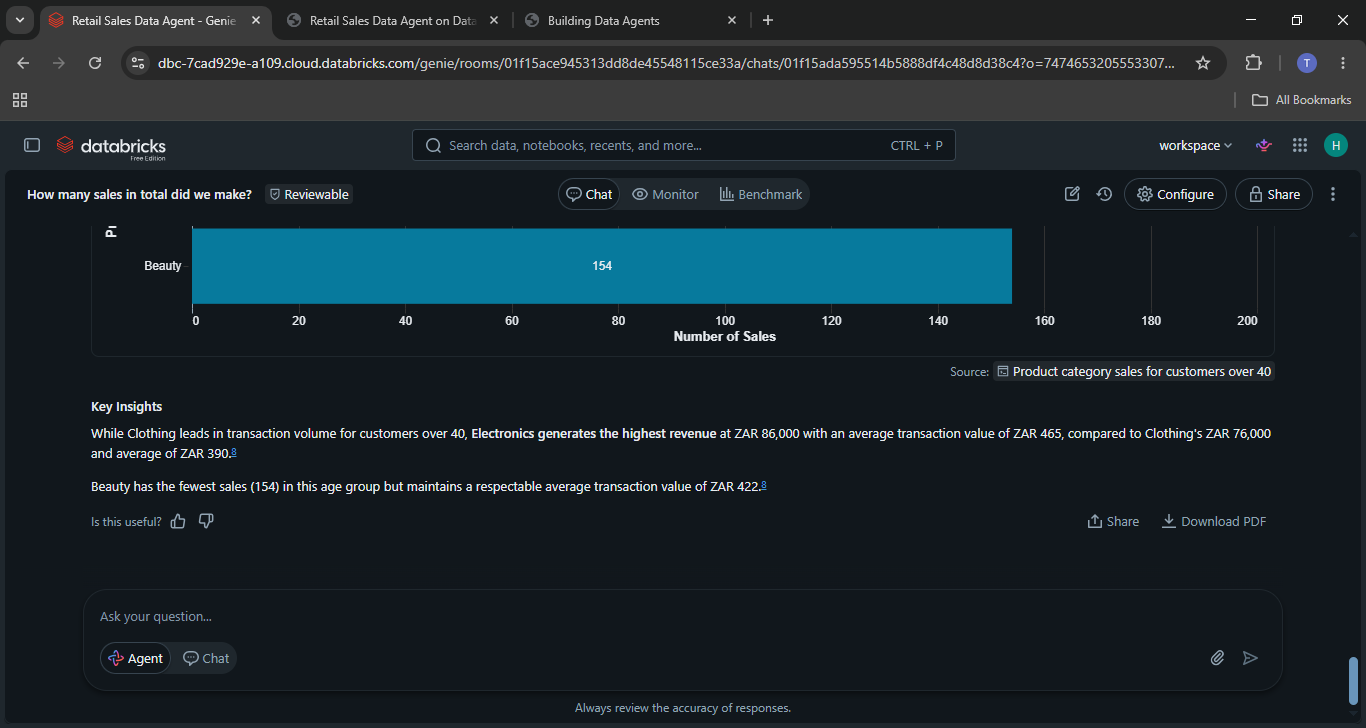 Retail Sales Data Agent - Genie
Retail Sales Data Agent on Data
Building Data Agents
dbc-7cad929e-a109.cloud.databricks.com/genie/rooms/01f15ace945313dd8de45548115ce33a/chats/01f15ada595514b5888df4c48d8d38c4?o=7474653205553307...
T
All Bookmarks
databricks
Free Edition
Search data, notebooks, recents, and more...
CTRL + P
workspace
H
How many sales in total did we make?
Reviewable
Chat
Monitor
Benchmark
Configure
Share
Beauty
154
0 20 40 60 80 100 120 140 160 180 200
Number of Sales
Source: Product category sales for customers over 40
Key Insights
While Clothing leads in transaction volume for customers over 40, Electronics generates the highest revenue at ZAR 86,000 with an average transaction value of ZAR 465, compared to Clothing's ZAR 76,000
and average of ZAR 390.8
Beauty has the fewest sales (154) in this age group but maintains a respectable average transaction value of ZAR 422.8
Is this useful?
Share
Download PDF
Ask your question...
Agent
Chat
Always review the accuracy of responses.